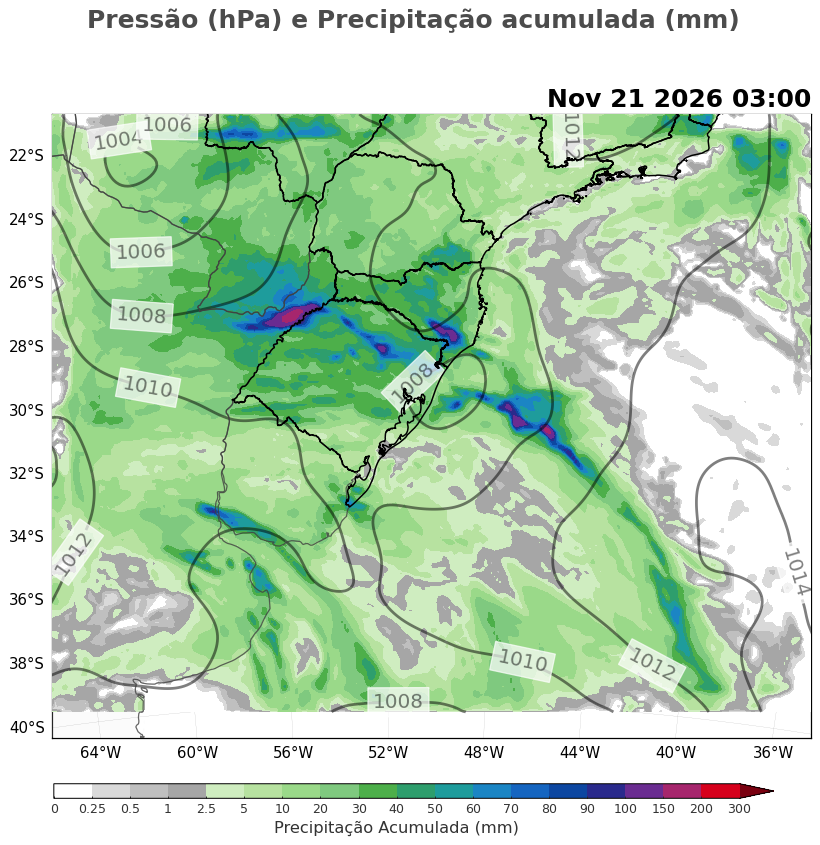 Pressão (hPa) e Precipitação acumulada (mm)
Nov 21 2026 03:00
1004
1006
1012
22°S
24°S
1006
26°S
1008
28°S
1010
1008
30°S
32°S
34°S
1012
1014
36°S
1010
1012
38°S
1008
40°S
64°W 60°W 56°W 52°W 48°W 44°W 40°W 36°W
0 0.25 0.5 1 2.5 5 10 20 30 40 50 60 70 80 90 100 150 200 300
Precipitação Acumulada (mm)